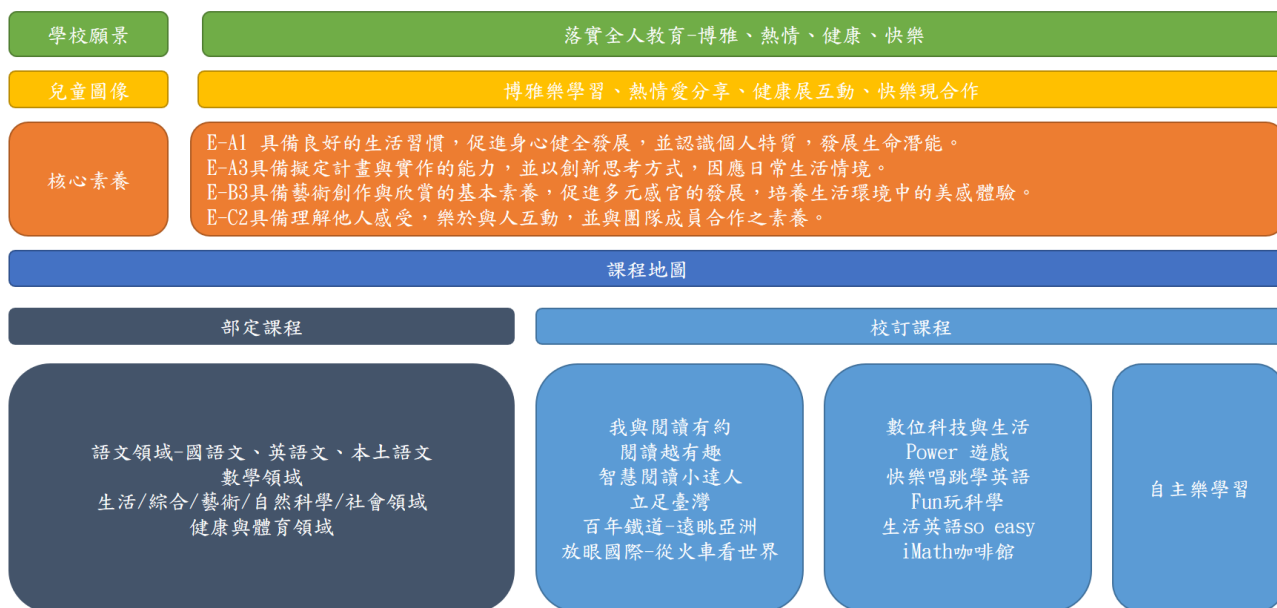 學校願景
落實全人教育-博雅、熱情、健康、快樂
兒童圖像
博雅樂學習、熱情愛分享、健康展互動、快樂現合作
核心素養
E-A1 具備良好的生活習慣，促進身心健全發展，並認識個人特質，發展生命潛能。
E-A3具備擬定計畫與實作的能力，並以創新思考方式，因應日常生活情境。
E-B3具備藝術創作與欣賞的基本素養，促進多元感官的發展，培養生活環境中的美感體驗。
E-C2具備理解他人感受，樂於與人互動，並與團隊成員合作之素養。
課程地圖
部定課程
校訂課程
語文領域-國語文、英語文、本土語文
數學領域
生活/綜合/藝術/自然科學/社會領域
健康與體育領域
我與閱讀有約
閱讀越有趣
智慧閱讀小達人
立足臺灣
百年鐵道-遠眺亞洲
放眼國際-從火車看世界
數位科技與生活
Power 遊戲
快樂唱跳學英語
Fun玩科學
生活英語so easy
iMath咖啡館
自主樂學習